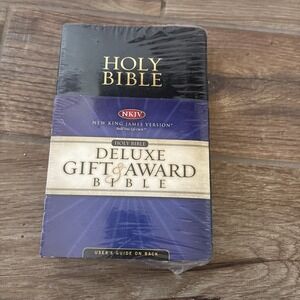 HOLY
BIBLE
NKJV
NEW KING JAMES VERSION®
HOLY BIBLE
DELUXE
GIFT & AWARD
BIBLE
USER'S GUIDE ON BACK